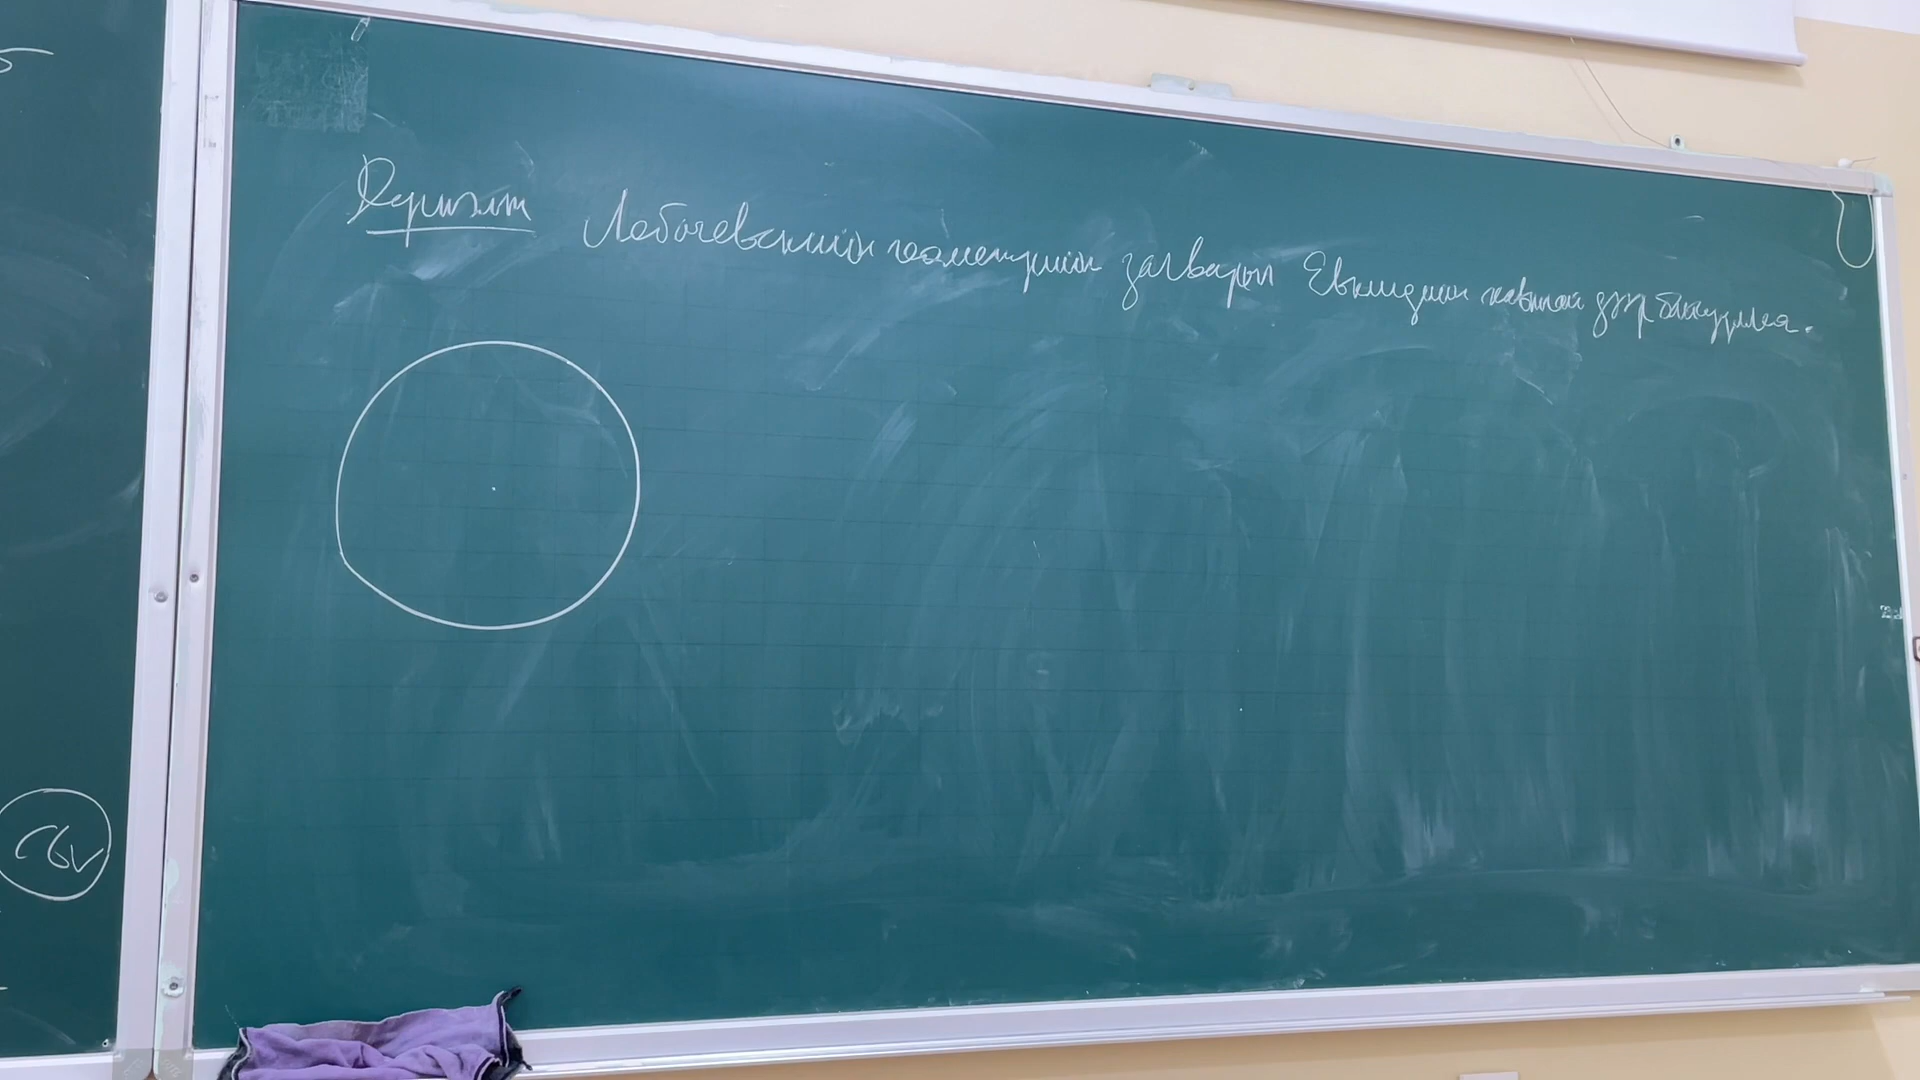 Лобачевскийн геометрийн загварыг Евклидийн хавтгай дээр байгуулъя.